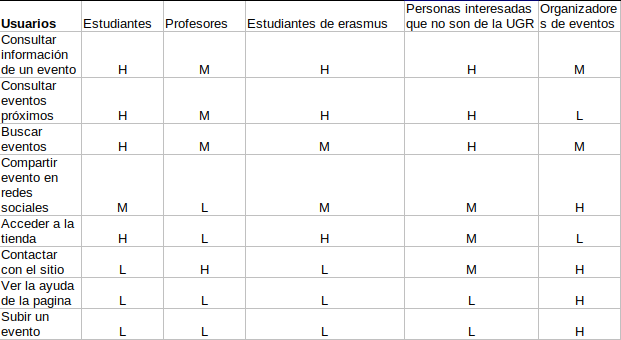 Usuarios Estudiantes Profesores Estudiantes de erasmus Personas interesadas que no son de la UGR Organizadore s de eventos
Consultar
información
de un evento H M H H M
Consultar
eventos
próximos H M H H L
Buscar
eventos H M M H M
Compartir
evento en
redes
sociales M L M M H
Acceder a la
tienda H L H M L
Contactar
con el sitio L H L M H
Ver la ayuda
de la pagina L L L L H
Subir un
evento L L L L H